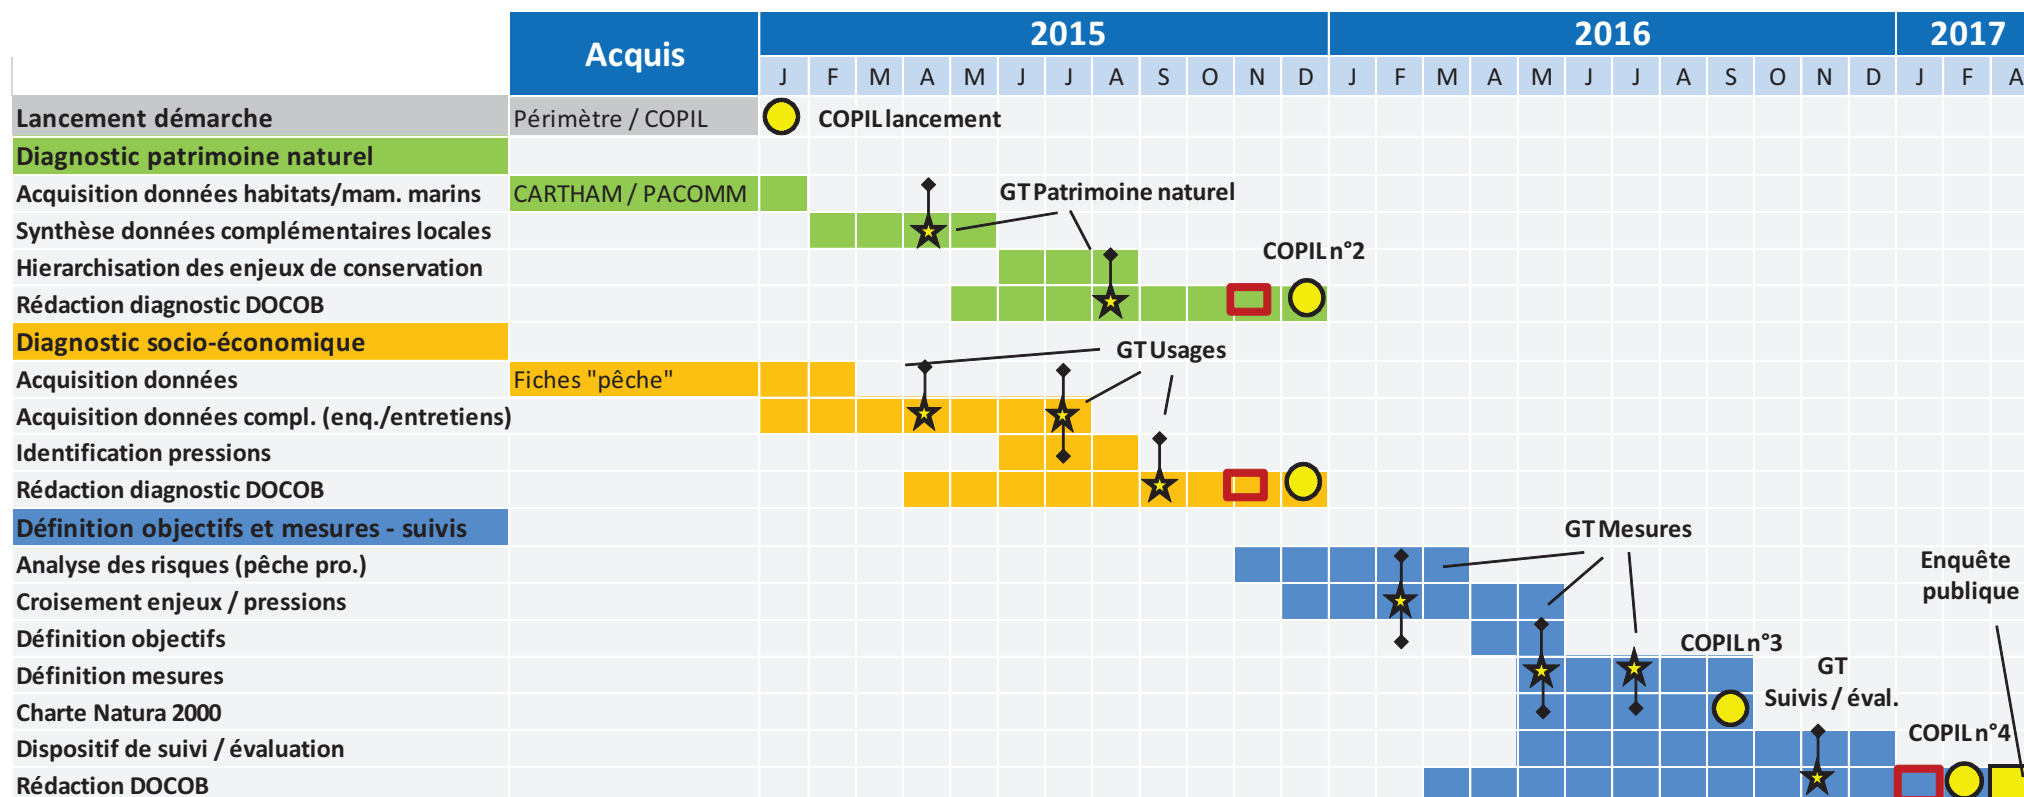 Acquis 2015 2016 2017
J F M A M J J A S O N D J F M A M J J A S O N D J F A
Lancement démarche Périmètre / COPIL COPIL lancement
Diagnostic patrimoine naturel
Acquisition données habitats/mam. marins CARTHAM / PACOMM GT Patrimoine naturel
Synthèse données complémentaires locales
COPIL n°2
Hierarchisation des enjeux de conservation
Rédaction diagnostic DOCOB
Diagnostic socio-économique
GT Usages
Acquisition données Fiches "pêche"
Acquisition données compl. (enq./entretiens)
Identification pressions
Rédaction diagnostic DOCOB
Définition objectifs et mesures - suivis GT Mesures
Analyse des risques (pêche pro.) Enquête
Croisement enjeux / pressions publique
Définition objectifs COPIL n°3
Définition mesures GT
Charte Natura 2000 Suivis / éval.
Dispositif de suivi / évaluation COPIL n°4
Rédaction DOCOB